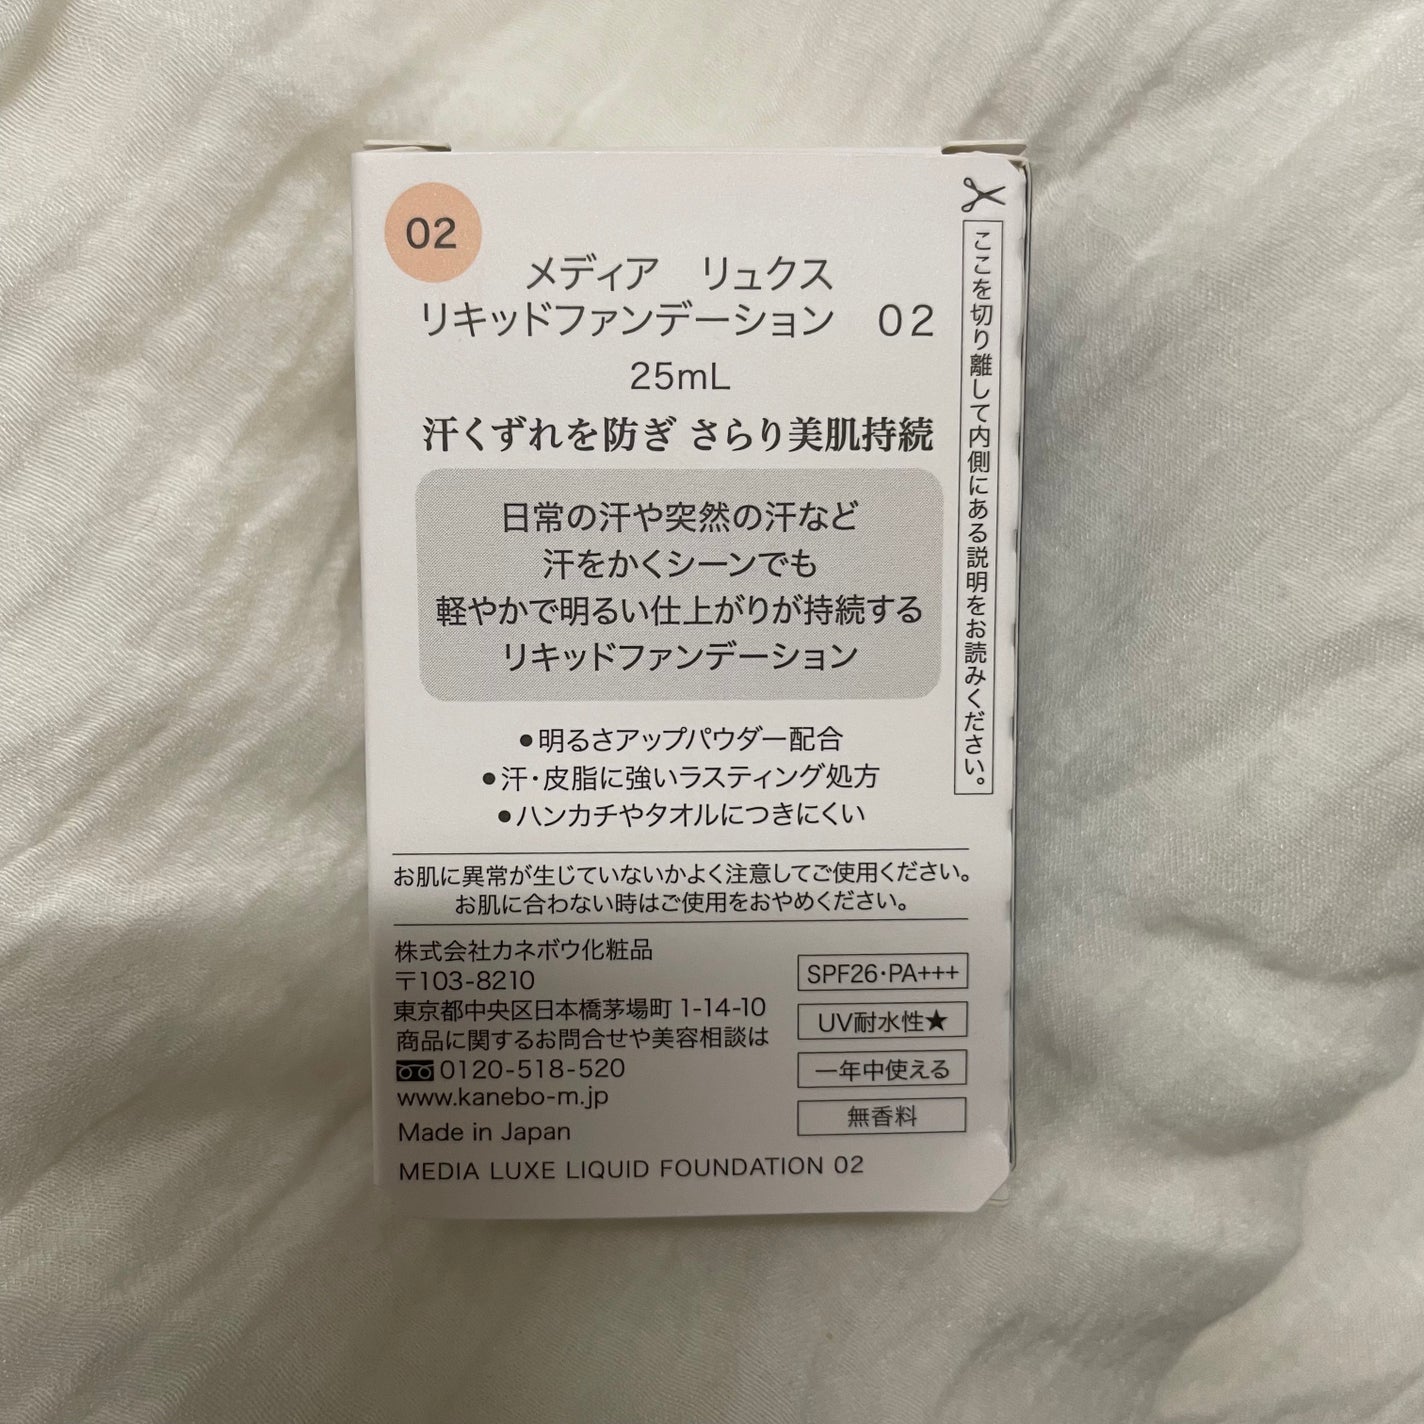 02
メディア　リュクス
リキッドファンデーション　02
25mL
汗くずれを防ぎ さらり美肌持続
日常の汗や突然の汗など
汗をかくシーンでも
軽やかで明るい仕上がりが持続する
リキッドファンデーション
●明るさアップパウダー配合
●汗・皮脂に強いラスティング処方
●ハンカチやタオルにつきにくい
お肌に異常が生じていないかよく注意してご使用ください。
お肌に合わない時はご使用をおやめください。
株式会社カネボウ化粧品
〒103-8210
東京都中央区日本橋茅場町 1-14-10
商品に関するお問合せや美容相談は
0120-518-520
www.kanebo-m.jp
Made in Japan
MEDIA LUXE LIQUID FOUNDATION 02
SPF26・PA+++
UV耐水性★
一年中使える
無香料
ここを切り離して内側にある説明をお読みください。